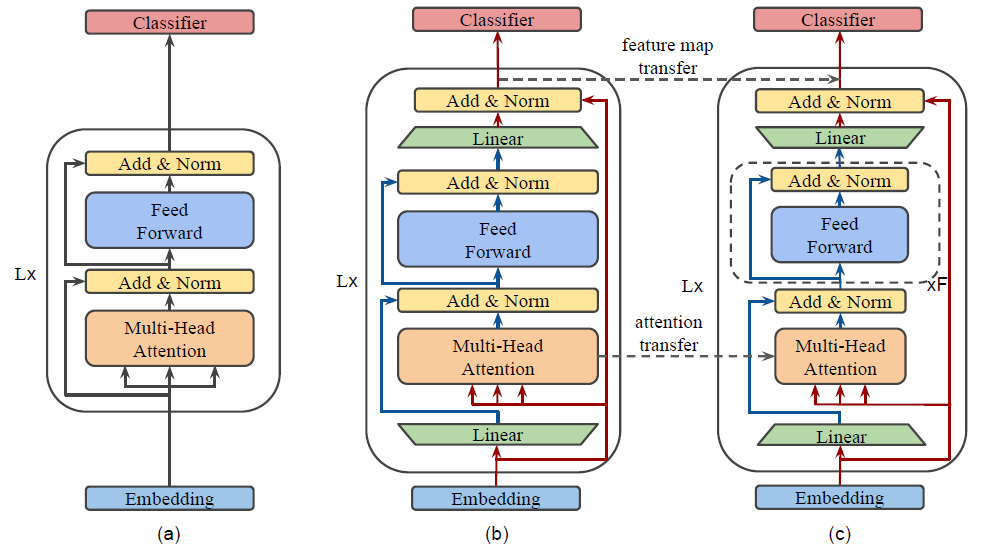 Classifier
Add & Norm
Feed
Forward
Lx
Add & Norm
Multi-Head
Attention
Embedding
(a)
Classifier
feature map
transfer
Add & Norm
Linear
Add & Norm
Feed
Forward
Lx
Add & Norm
attention
transfer
Multi-Head
Attention
Linear
Embedding
(b)
Classifier
Add & Norm
Linear
Add & Norm
Feed
Forward
Lx
xF
Add & Norm
Multi-Head
Attention
Linear
Embedding
(c)